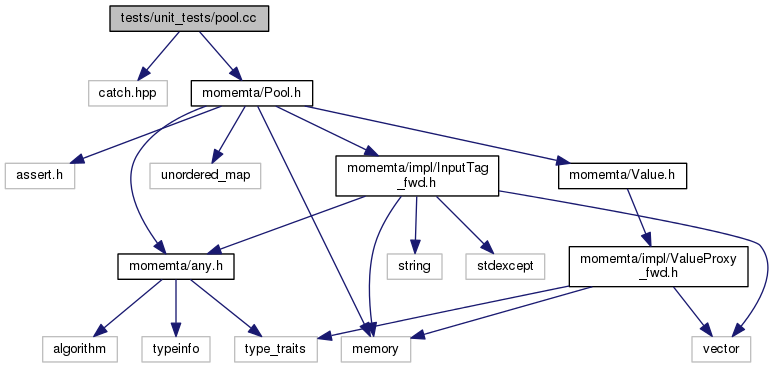 tests/unit_tests/pool.cc
catch.hpp
momemta/Pool.h
assert.h
unordered_map
momemta/impl/InputTag
_fwd.h
momemta/Value.h
momemta/any.h
string
stdexcept
momemta/impl/ValueProxy
_fwd.h
algorithm
typeinfo
type_traits
memory
vector